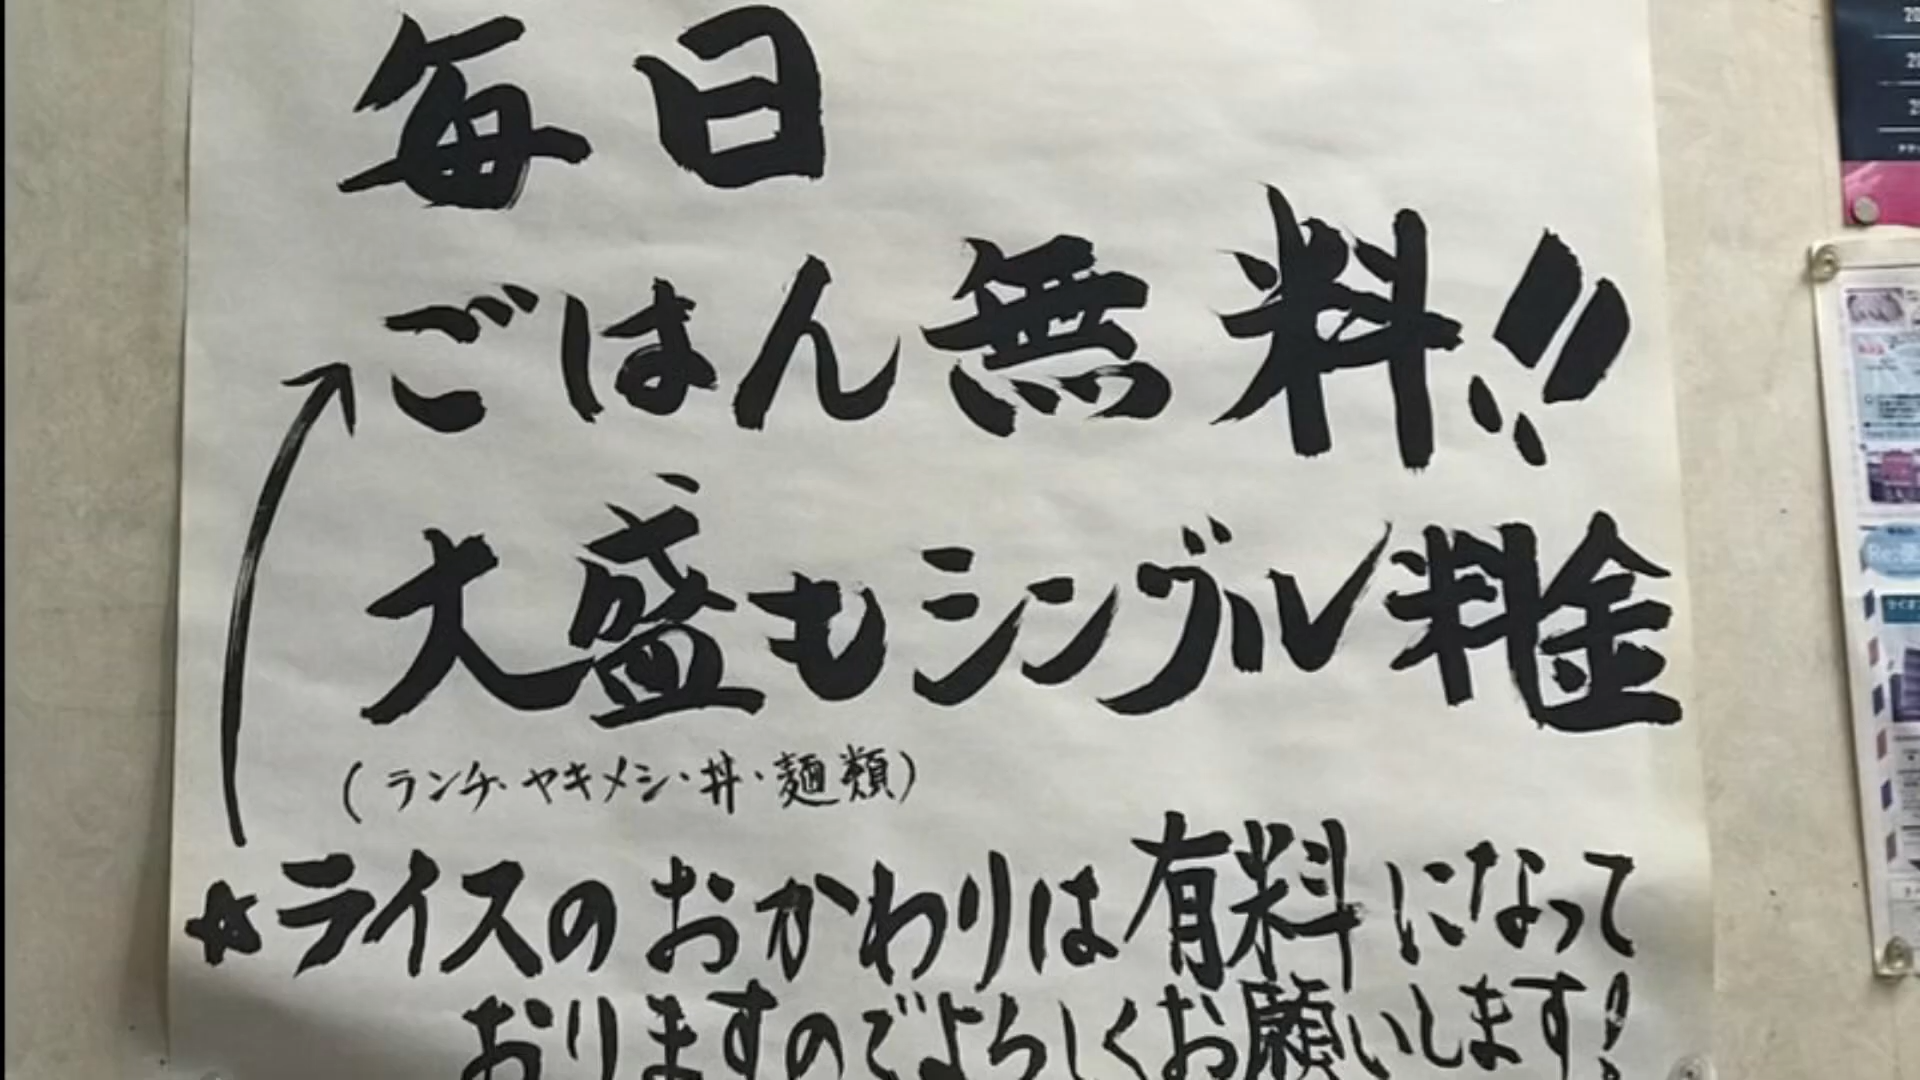 毎日
ごはん無料!!
大盛もシングル料金
(ランチ・ヤキメシ・丼・麺類)
☆ライスのおかわりは有料になって
おりますのでよろしくお願いします!